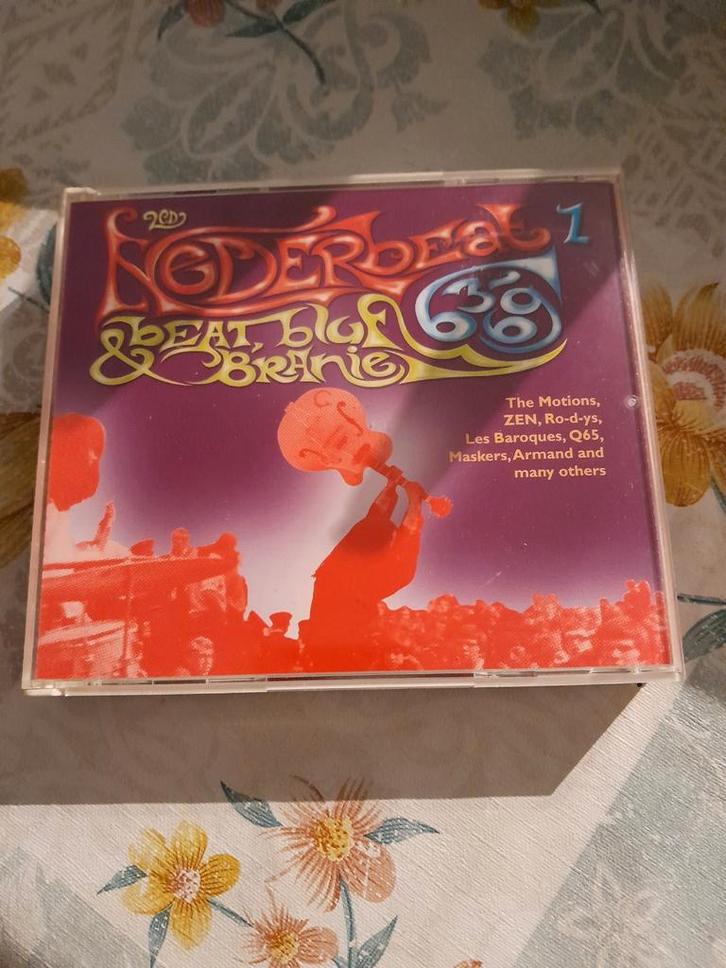 2CD
NEDERbeat 1
63-69
beAT, bluf
& BRAnie
The Motions,
ZEN, Ro-d-ys,
Les Baroques, Q65,
Maskers, Armand and
many others